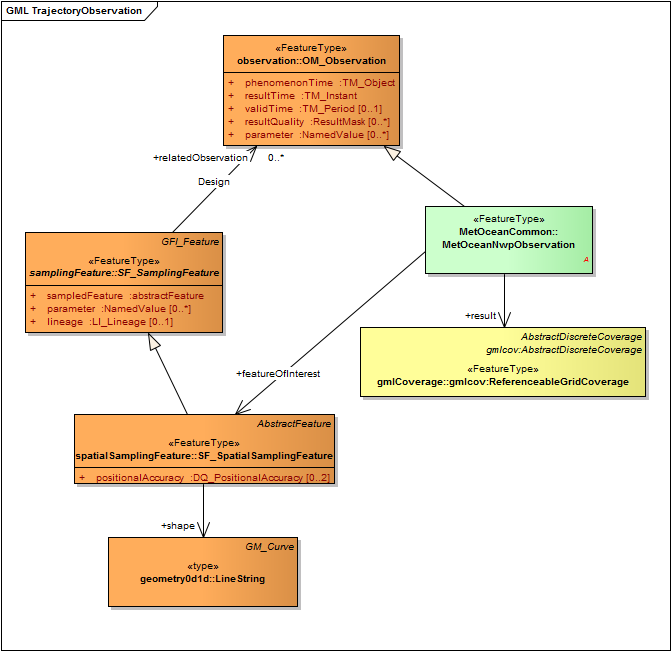 GML TrajectoryObservation
«FeatureType»
observation::OM_Observation
+ phenomenonTime :TM_Object
+ resultTime :TM_Instant
+ validTime :TM_Period [0..1]
+ resultQuality :ResultMask [0..*]
+ parameter :NamedValue [0..*]
+relatedObservation
0..*
Design
«FeatureType»
MetOceanCommon::
MetOceanNwpObservation
A
GFI_Feature
«FeatureType»
samplingFeature::SF_SamplingFeature
+ sampledFeature :abstractFeature
+ parameter :NamedValue [0..*]
+ lineage :LI_Lineage [0..1]
+result
AbstractDiscreteCoverage
gmlcov:AbstractDiscreteCoverage
«FeatureType»
gmlCoverage::gmlcov:ReferenceableGridCoverage
+featureOfInterest
AbstractFeature
«FeatureType»
spatialSamplingFeature::SF_SpatialSamplingFeature
+ positionalAccuracy :DQ_PositionalAccuracy [0..2]
+shape
GM_Curve
«type»
geometry0d1d::LineString